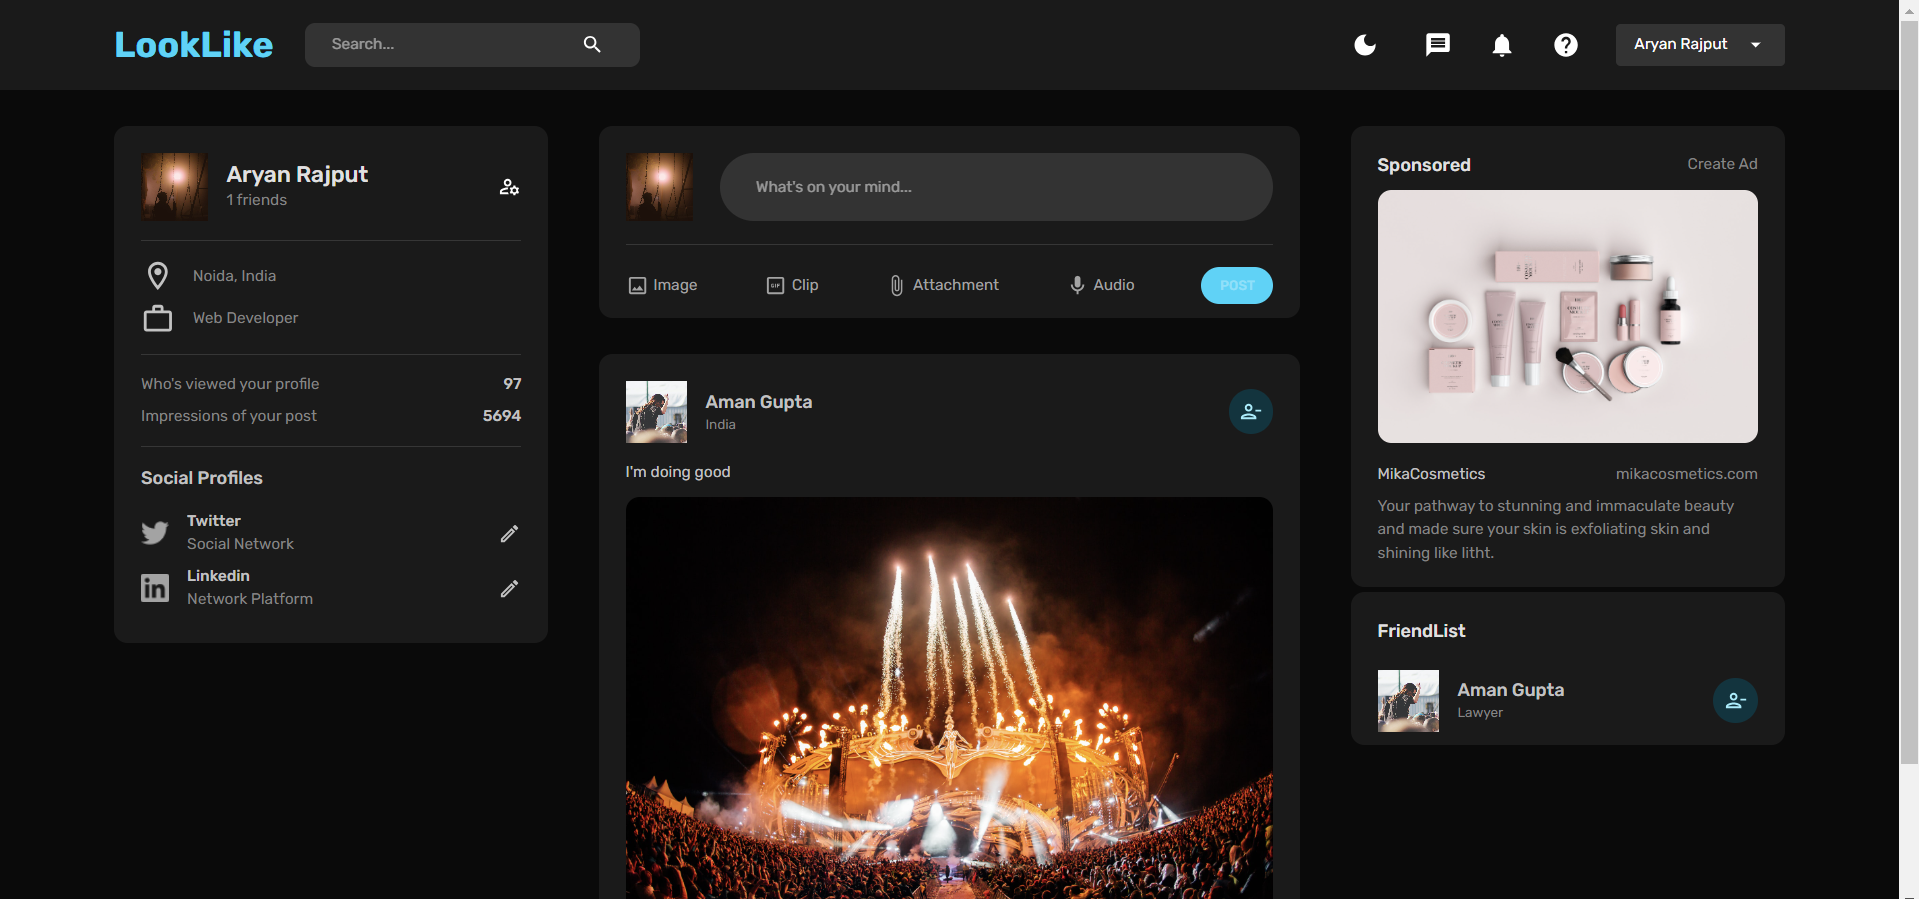 LookLike
Search...
Aryan Rajput
Aryan Rajput
1 friends
Noida, India
Web Developer
Who's viewed your profile 97
Impressions of your post 5694
Social Profiles
Twitter
Social Network
Linkedin
Network Platform
What's on your mind...
Image
GIF
Clip
Attachment
Audio
POST
Aman Gupta
India
I'm doing good
Sponsored
Create Ad
MikaCosmetics
mikacosmetics.com
Your pathway to stunning and immaculate beauty
and made sure your skin is exfoliating skin and
shining like litht.
FriendList
Aman Gupta
Lawyer